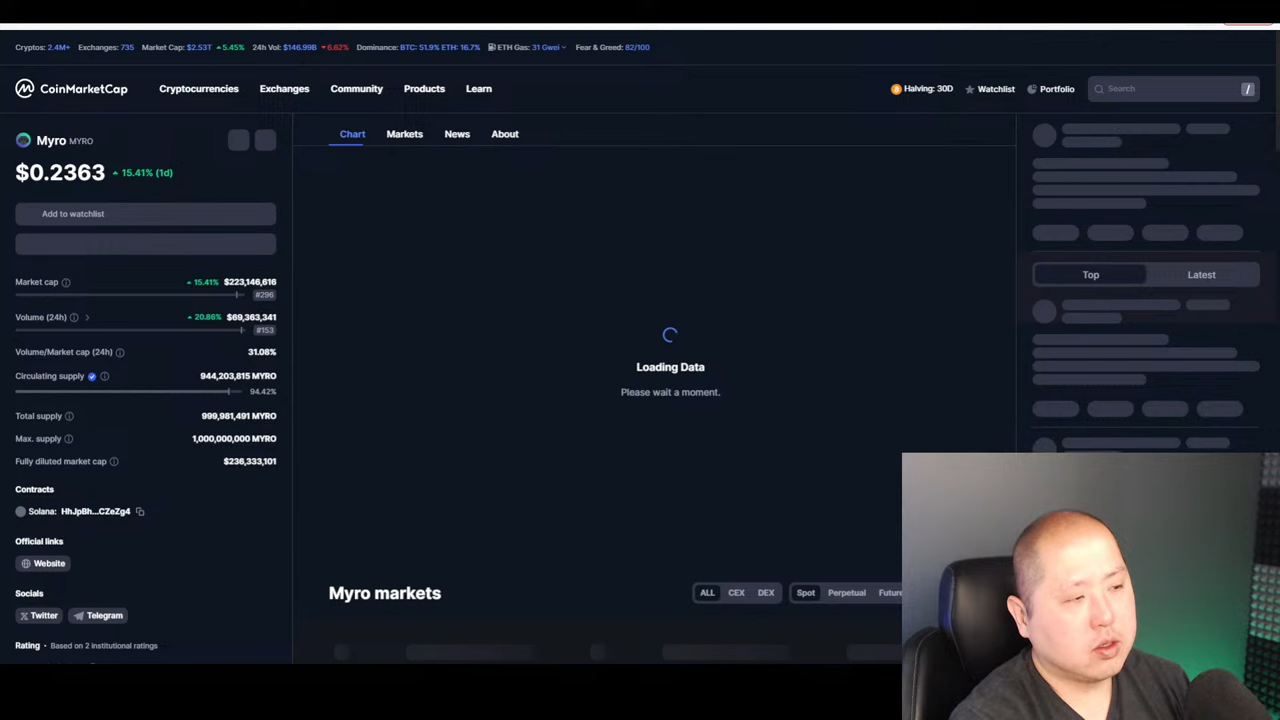 Cryptos: 2.4M+ Exchanges: 735 Market Cap: $2.53T 5.45% 24h Vol: $146.99B 6.62% Dominance: BTC: 51.9% ETH: 16.7% ETH Gas: 31 Gwei Fear & Greed: 82/100
CoinMarketCap Cryptocurrencies Exchanges Community Products Learn Halving: 30D Watchlist Portfolio Search /
Myro MYRO
$0.2363 15.41% (1d)
Add to watchlist
Market cap 15.41% $223,146,616
#296
Volume (24h) 20.86% $69,363,341
#153
Volume/Market cap (24h) 31.08%
Circulating supply 944,203,815 MYRO
94.42%
Total supply 999,981,491 MYRO
Max. supply 1,000,000,000 MYRO
Fully diluted market cap $236,333,101
Contracts
Solana: HhJpBh...CZeZg4
Official links
Website
Socials
Twitter Telegram
Rating • Based on 2 institutional ratings
Chart Markets News About
Loading Data
Please wait a moment.
Myro markets ALL CEX DEX Spot Perpetual
Top Latest